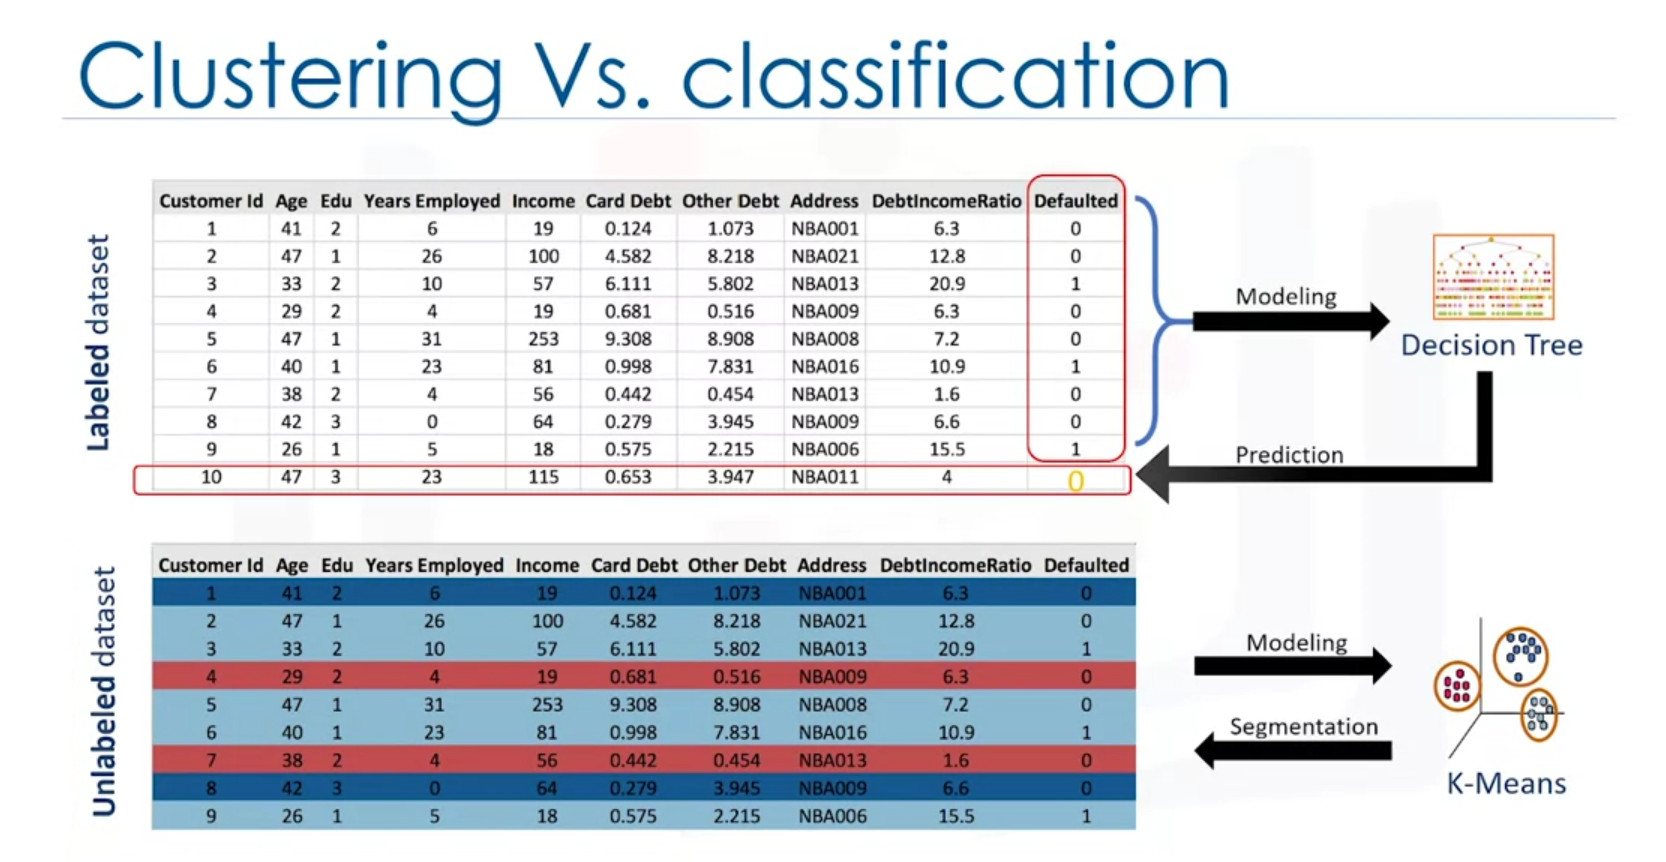 Clustering Vs. classification
Labeled dataset
Customer Id Age Edu Years Employed Income Card Debt Other Debt Address DebtIncomeRatio Defaulted
1 41 2 6 19 0.124 1.073 NBA001 6.3 0
2 47 1 26 100 4.582 8.218 NBA021 12.8 0
3 33 2 10 57 6.111 5.802 NBA013 20.9 1
4 29 2 4 19 0.681 0.516 NBA009 6.3 0
5 47 1 31 253 9.308 8.908 NBA008 7.2 0
6 40 1 23 81 0.998 7.831 NBA016 10.9 1
7 38 2 4 56 0.442 0.454 NBA013 1.6 0
8 42 3 0 64 0.279 3.945 NBA009 6.6 0
9 26 1 5 18 0.575 2.215 NBA006 15.5 1
10 47 3 23 115 0.653 3.947 NBA011 4 0
Modeling
Decision Tree
Prediction
Unlabeled dataset
Customer Id Age Edu Years Employed Income Card Debt Other Debt Address DebtIncomeRatio Defaulted
1 41 2 6 19 0.124 1.073 NBA001 6.3 0
2 47 1 26 100 4.582 8.218 NBA021 12.8 0
3 33 2 10 57 6.111 5.802 NBA013 20.9 1
4 29 2 4 19 0.681 0.516 NBA009 6.3 0
5 47 1 31 253 9.308 8.908 NBA008 7.2 0
6 40 1 23 81 0.998 7.831 NBA016 10.9 1
7 38 2 4 56 0.442 0.454 NBA013 1.6 0
8 42 3 0 64 0.279 3.945 NBA009 6.6 0
9 26 1 5 18 0.575 2.215 NBA006 15.5 1
Modeling
Segmentation
K-Means